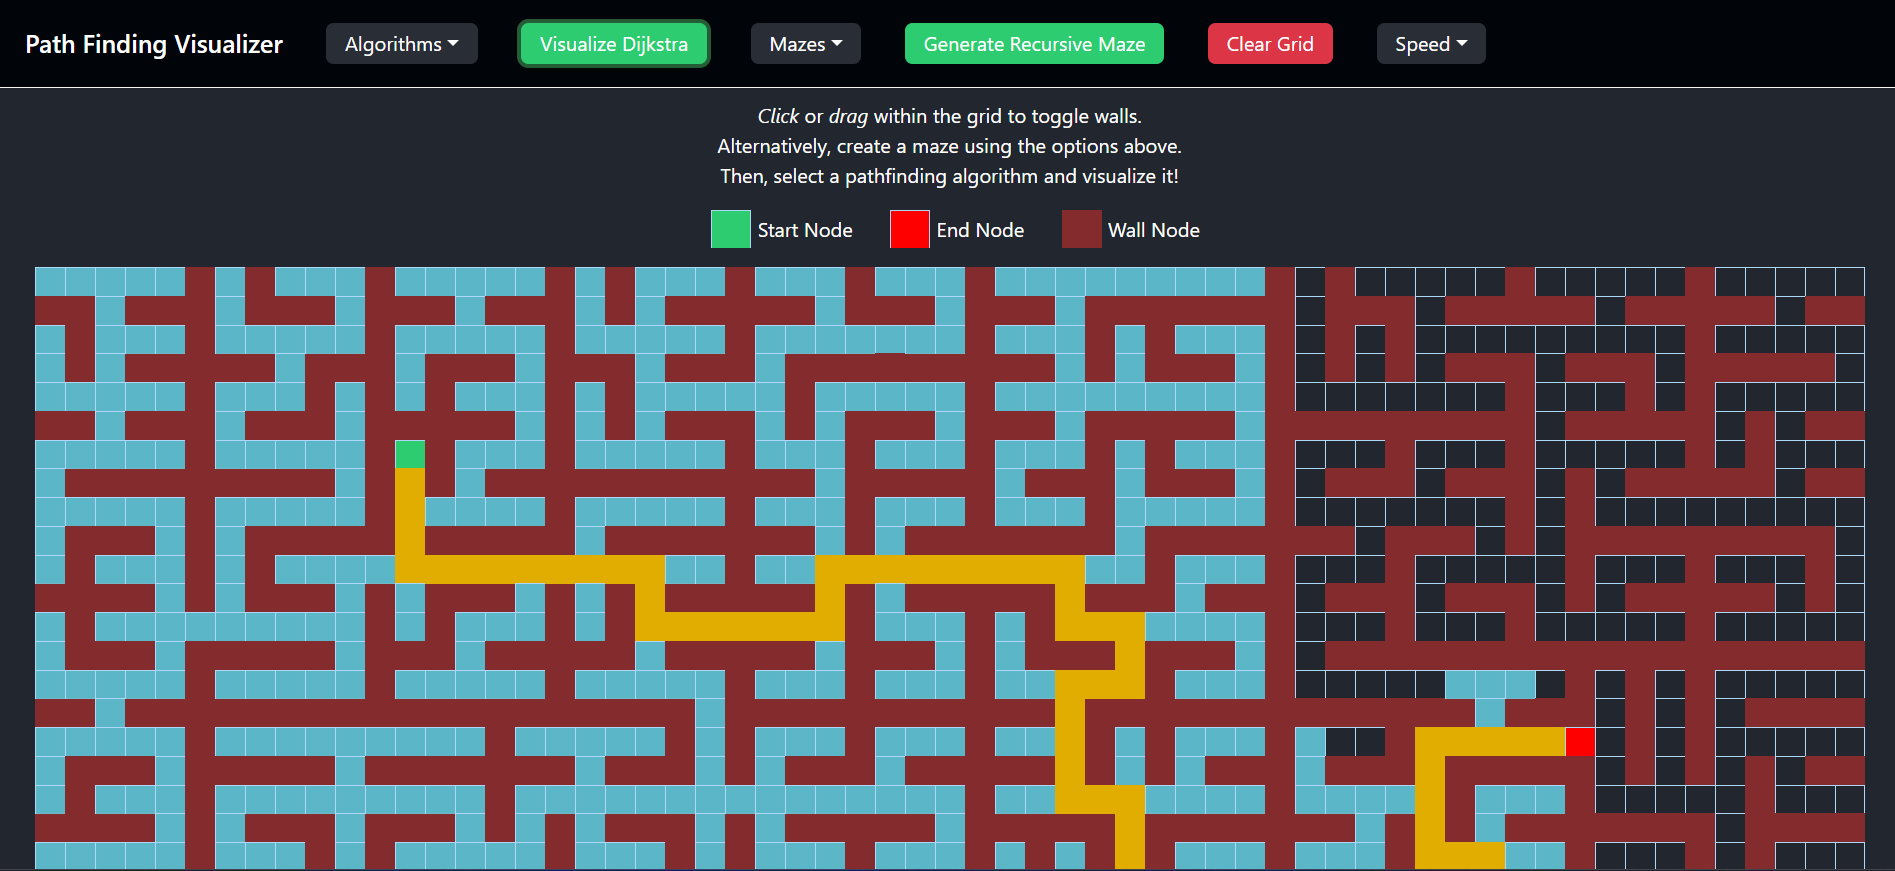 Path Finding Visualizer
Algorithms
Visualize Dijkstra
Mazes
Generate Recursive Maze
Clear Grid
Speed
Click or drag within the grid to toggle walls.
Alternatively, create a maze using the options above.
Then, select a pathfinding algorithm and visualize it!
Start Node
End Node
Wall Node